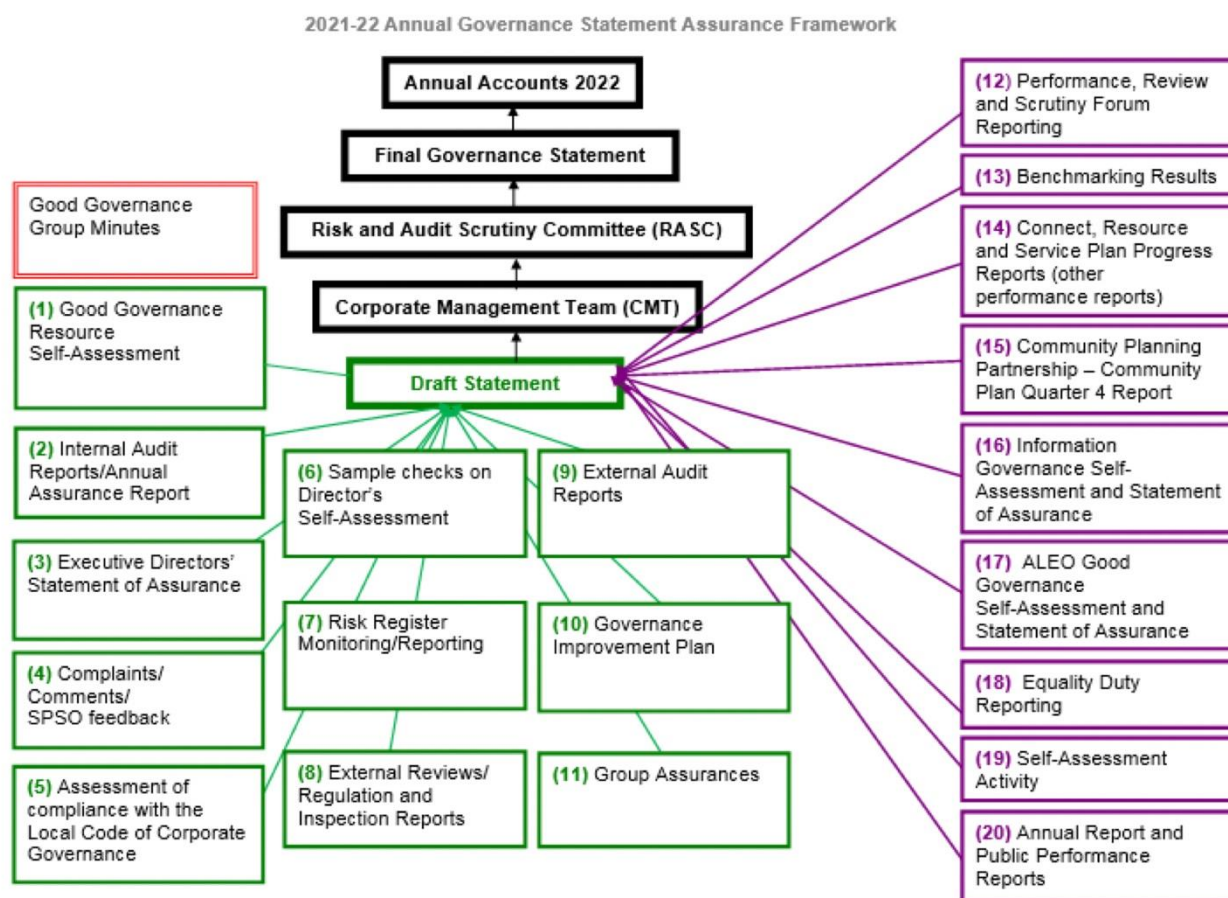 2021-22 Annual Governance Statement Assurance Framework
Annual Accounts 2022
Final Governance Statement
Risk and Audit Scrutiny Committee (RASC)
Corporate Management Team (CMT)
Draft Statement
Good Governance
Group Minutes
(1) Good Governance
Resource
Self-Assessment
(2) Internal Audit
Reports/Annual
Assurance Report
(3) Executive Directors'
Statement of Assurance
(4) Complaints/
Comments/
SPSO feedback
(5) Assessment of
compliance with the
Local Code of Corporate
Governance
(6) Sample checks on
Director's
Self-Assessment
(7) Risk Register
Monitoring/Reporting
(8) External Reviews/
Regulation and
Inspection Reports
(9) External Audit
Reports
(10) Governance
Improvement Plan
(11) Group Assurances
(12) Performance, Review
and Scrutiny Forum
Reporting
(13) Benchmarking Results
(14) Connect, Resource
and Service Plan Progress
Reports (other
performance reports)
(15) Community Planning
Partnership – Community
Plan Quarter 4 Report
(16) Information
Governance Self-
Assessment and Statement
of Assurance
(17) ALEO Good
Governance
Self-Assessment and
Statement of Assurance
(18) Equality Duty
Reporting
(19) Self-Assessment
Activity
(20) Annual Report and
Public Performance
Reports